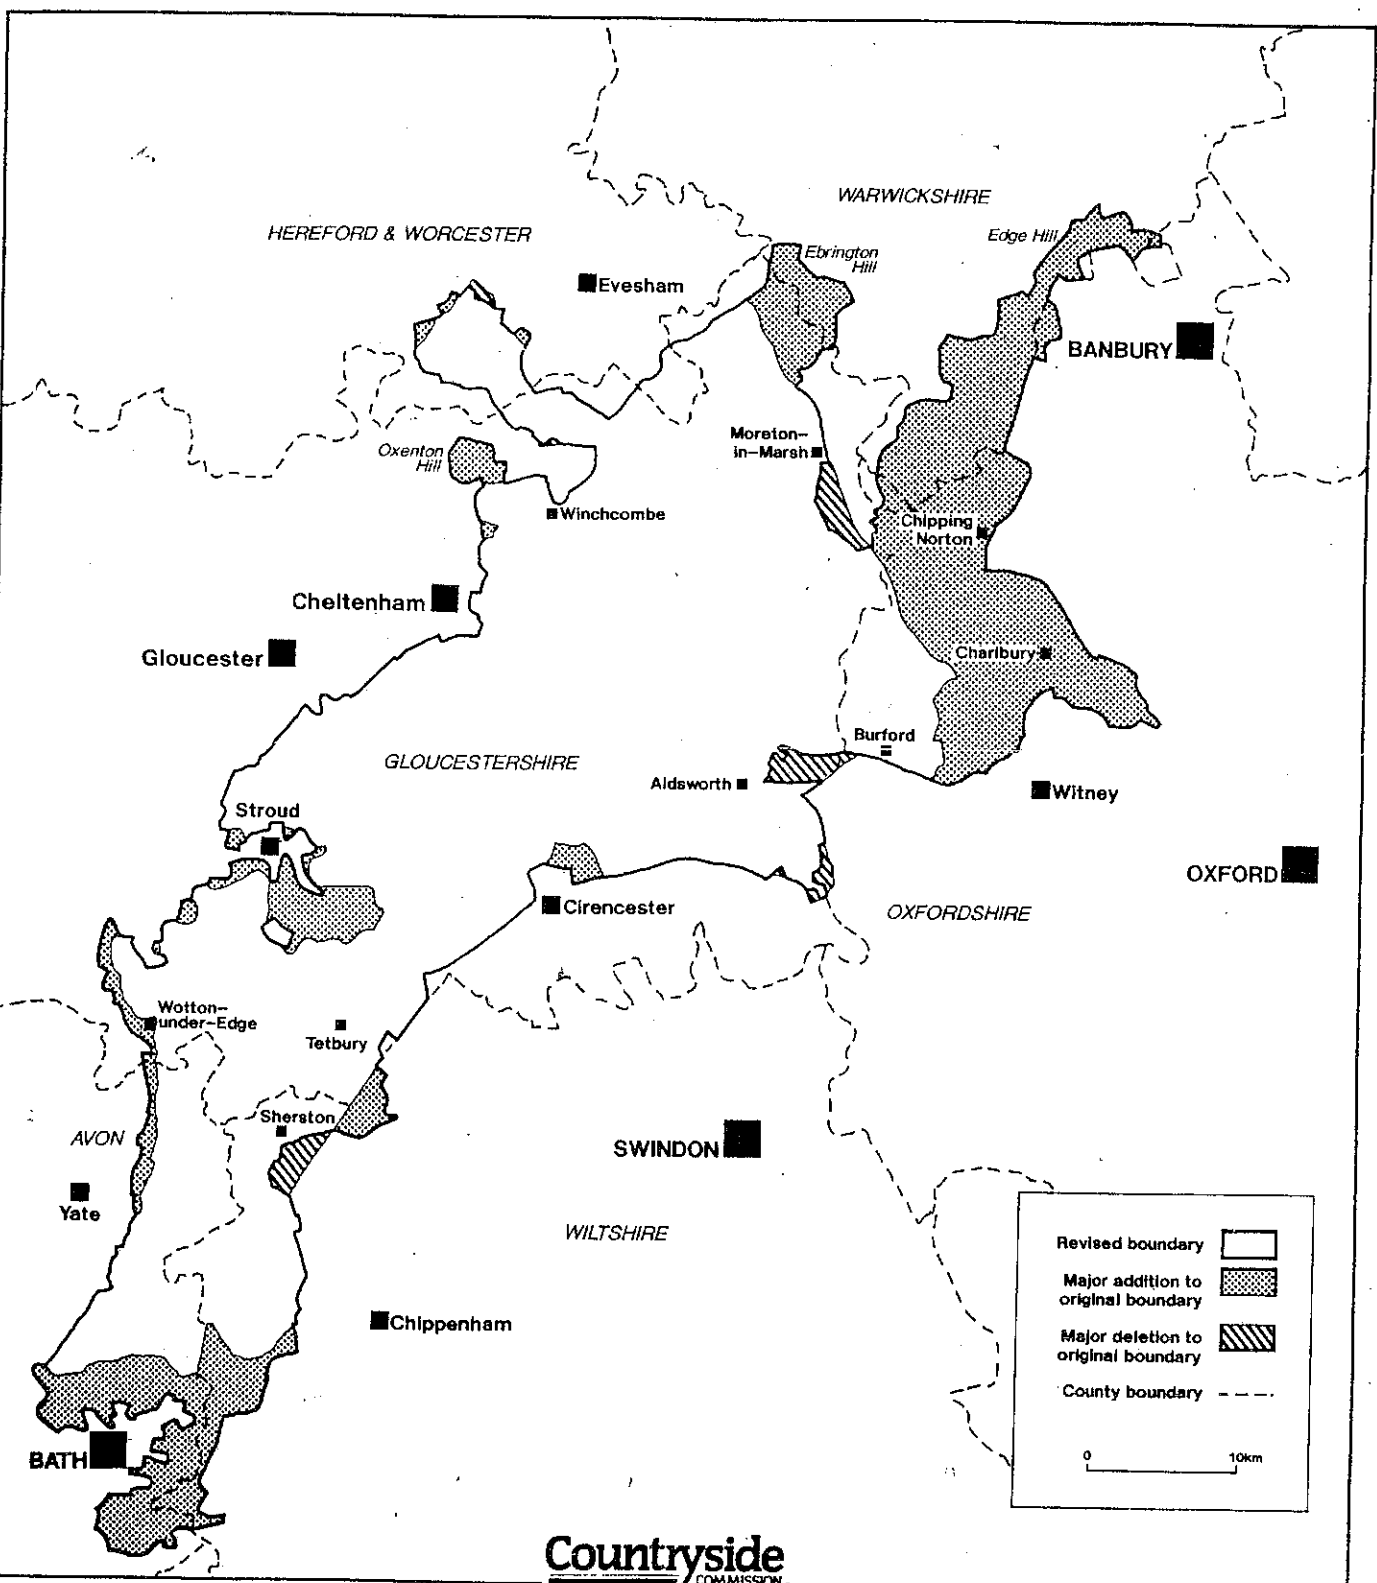 WARWICKSHIRE
HEREFORD & WORCESTER
Edge Hill
Ebrington
Hill
Evesham
BANBURY
Moreton-
in-Marsh
Oxenton
Hill
Winchcombe
Chipping
Norton
Cheltenham
Gloucester
Charlbury
Burford
GLOUCESTERSHIRE
Aldsworth
Witney
Stroud
OXFORD
Cirencester
OXFORDSHIRE
Wotton-
under-Edge
Tetbury
Sherston
AVON
SWINDON
Yate
WILTSHIRE
Chippenham
BATH
Revised boundary
Major addition to
original boundary
Major deletion to
original boundary
County boundary
0 10km
Countryside
COMMISSION